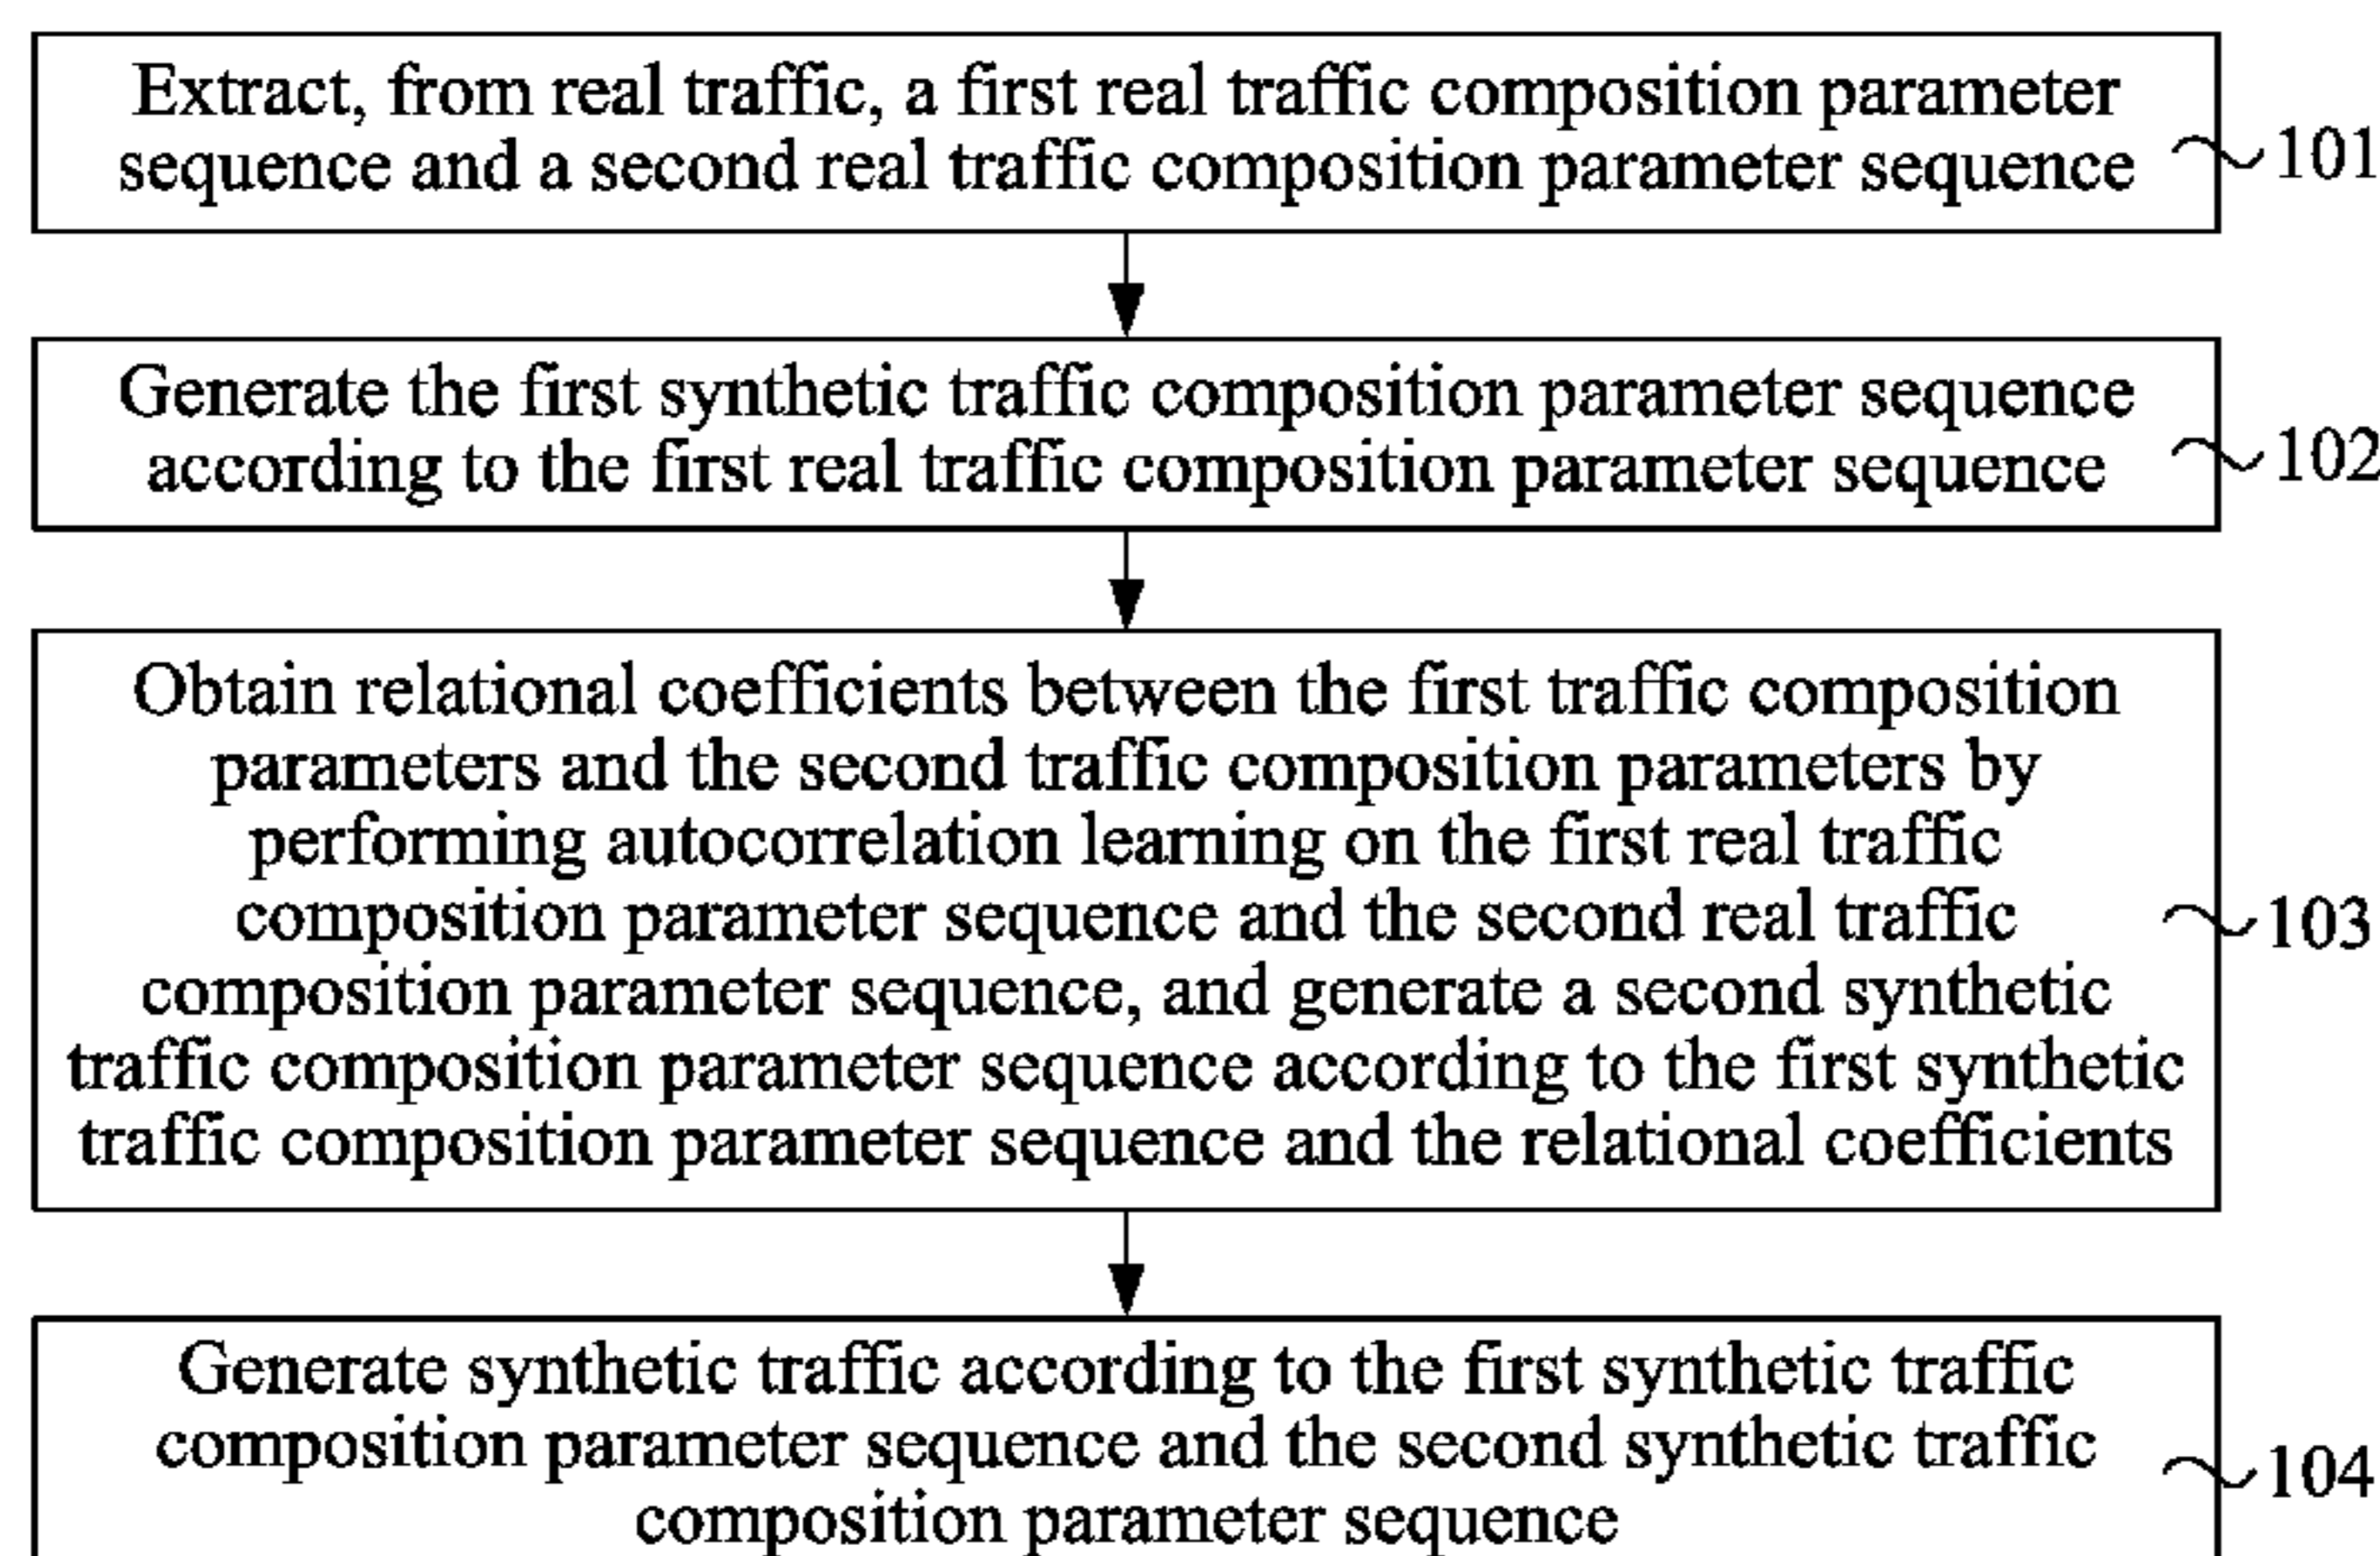 Extract, from real traffic, a first real traffic composition parameter
sequence and a second real traffic composition parameter sequence
101
Generate the first synthetic traffic composition parameter sequence
according to the first real traffic composition parameter sequence
102
Obtain relational coefficients between the first traffic composition
parameters and the second traffic composition parameters by
performing autocorrelation learning on the first real traffic
composition parameter sequence and the second real traffic
composition parameter sequence, and generate a second synthetic
traffic composition parameter sequence according to the first synthetic
traffic composition parameter sequence and the relational coefficients
103
Generate synthetic traffic according to the first synthetic traffic
composition parameter sequence and the second synthetic traffic
composition parameter sequence
104